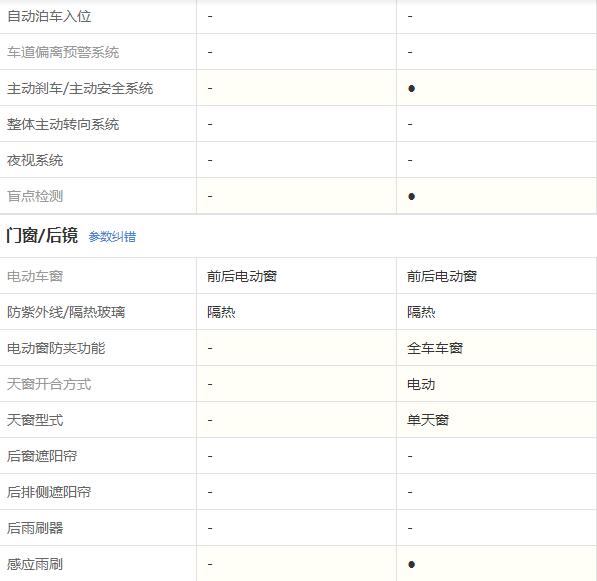 自动泊车入位 - -
车道偏离预警系统 - -
主动刹车/主动安全系统 - ●
整体主动转向系统 - -
夜视系统 - -
盲点检测 - ●
门窗/后镜 参数纠错
电动车窗 前后电动窗 前后电动窗
防紫外线/隔热玻璃 隔热 隔热
电动窗防夹功能 - 全车车窗
天窗开合方式 - 电动
天窗型式 - 单天窗
后窗遮阳帘 - -
后排侧遮阳帘 - -
后雨刷器 - -
感应雨刷 - ●